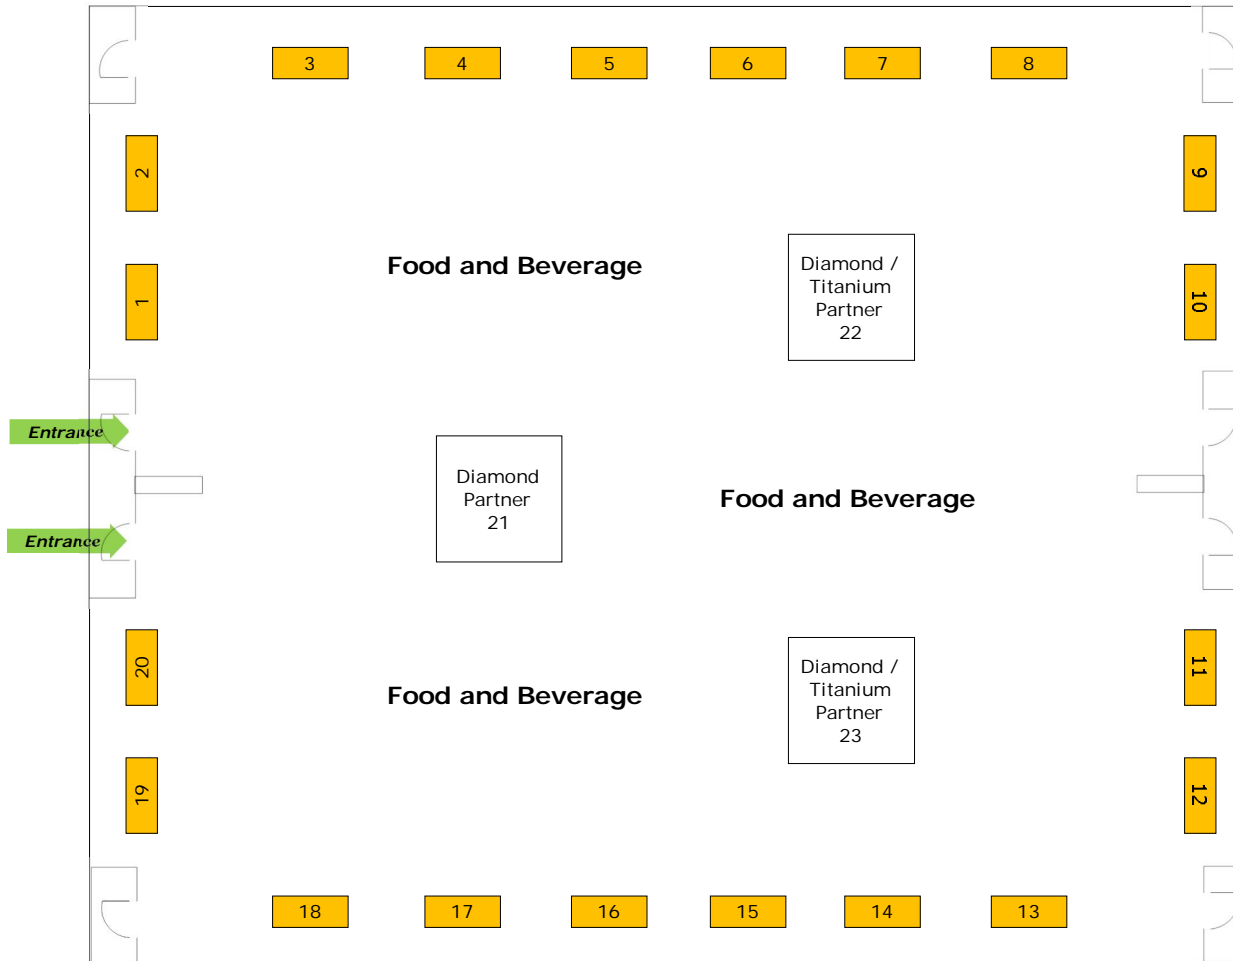 3 4 5 6 7 8
2
9
Food and Beverage
Diamond /
Titanium
Partner
22
1
10
Entrance
Diamond
Partner
21
Food and Beverage
Entrance
20
Food and Beverage
Diamond /
Titanium
Partner
23
11
19
12
18 17 16 15 14 13